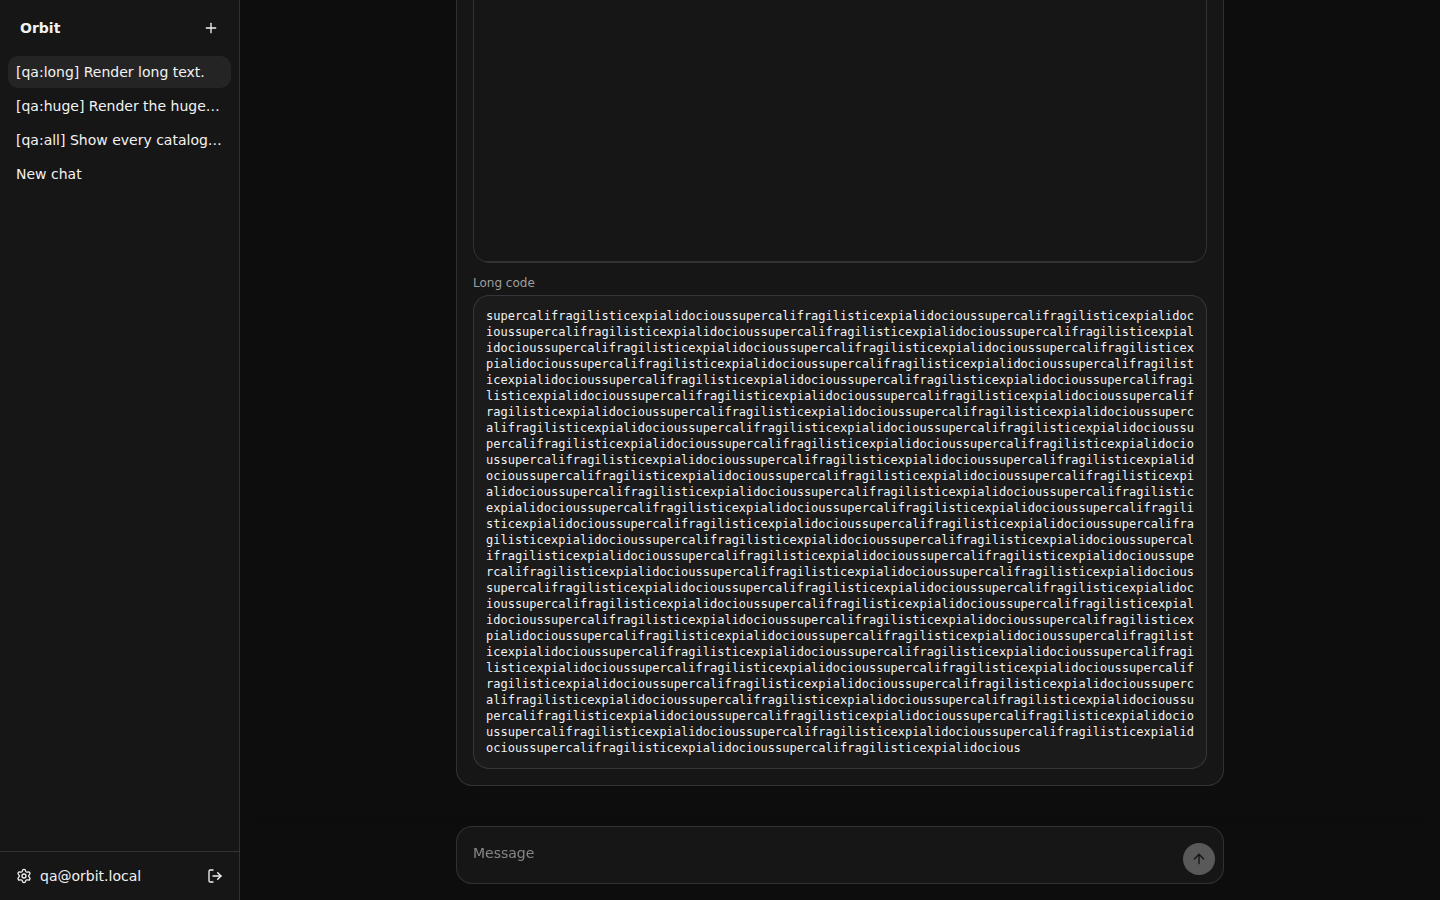 Orbit
[qa:long] Render long text.
[qa:huge] Render the huge…
[qa:all] Show every catalog…
New chat
Long code
supercalifragilisticexpialidocioussupercalifragilisticexpialidocioussupercalifragilisticexpialidoc
ioussupercalifragilisticexpialidocioussupercalifragilisticexpialidocioussupercalifragilisticexpial
idocioussupercalifragilisticexpialidocioussupercalifragilisticexpialidocioussupercalifragilisticex
pialidocioussupercalifragilisticexpialidocioussupercalifragilisticexpialidocioussupercalifragilist
icexpialidocioussupercalifragilisticexpialidocioussupercalifragilisticexpialidocioussupercalifragi
listicexpialidocioussupercalifragilisticexpialidocioussupercalifragilisticexpialidocioussupercalif
ragilisticexpialidocioussupercalifragilisticexpialidocioussupercalifragilisticexpialidocioussuperc
alifragilisticexpialidocioussupercalifragilisticexpialidocioussupercalifragilisticexpialidocioussu
percalifragilisticexpialidocioussupercalifragilisticexpialidocioussupercalifragilisticexpialidocio
ussupercalifragilisticexpialidocioussupercalifragilisticexpialidocioussupercalifragilisticexpialid
ocioussupercalifragilisticexpialidocioussupercalifragilisticexpialidocioussupercalifragilisticexpi
alidocioussupercalifragilisticexpialidocioussupercalifragilisticexpialidocioussupercalifragilistic
expialidocioussupercalifragilisticexpialidocioussupercalifragilisticexpialidocioussupercalifragili
sticexpialidocioussupercalifragilisticexpialidocioussupercalifragilisticexpialidocioussupercalifra
gilisticexpialidocioussupercalifragilisticexpialidocioussupercalifragilisticexpialidocioussupercal
ifragilisticexpialidocioussupercalifragilisticexpialidocioussupercalifragilisticexpialidocioussupe
rcalifragilisticexpialidocioussupercalifragilisticexpialidocioussupercalifragilisticexpialidocious
supercalifragilisticexpialidocioussupercalifragilisticexpialidocioussupercalifragilisticexpialidoc
ioussupercalifragilisticexpialidocioussupercalifragilisticexpialidocioussupercalifragilisticexpial
idocioussupercalifragilisticexpialidocioussupercalifragilisticexpialidocioussupercalifragilisticex
pialidocioussupercalifragilisticexpialidocioussupercalifragilisticexpialidocioussupercalifragilist
icexpialidocioussupercalifragilisticexpialidocioussupercalifragilisticexpialidocioussupercalifragi
listicexpialidocioussupercalifragilisticexpialidocioussupercalifragilisticexpialidocioussupercalif
ragilisticexpialidocioussupercalifragilisticexpialidocioussupercalifragilisticexpialidocioussuperc
alifragilisticexpialidocioussupercalifragilisticexpialidocioussupercalifragilisticexpialidocioussu
percalifragilisticexpialidocioussupercalifragilisticexpialidocioussupercalifragilisticexpialidocio
ussupercalifragilisticexpialidocioussupercalifragilisticexpialidocioussupercalifragilisticexpialid
ocioussupercalifragilisticexpialidocioussupercalifragilisticexpialidocious
Message
qa@orbit.local